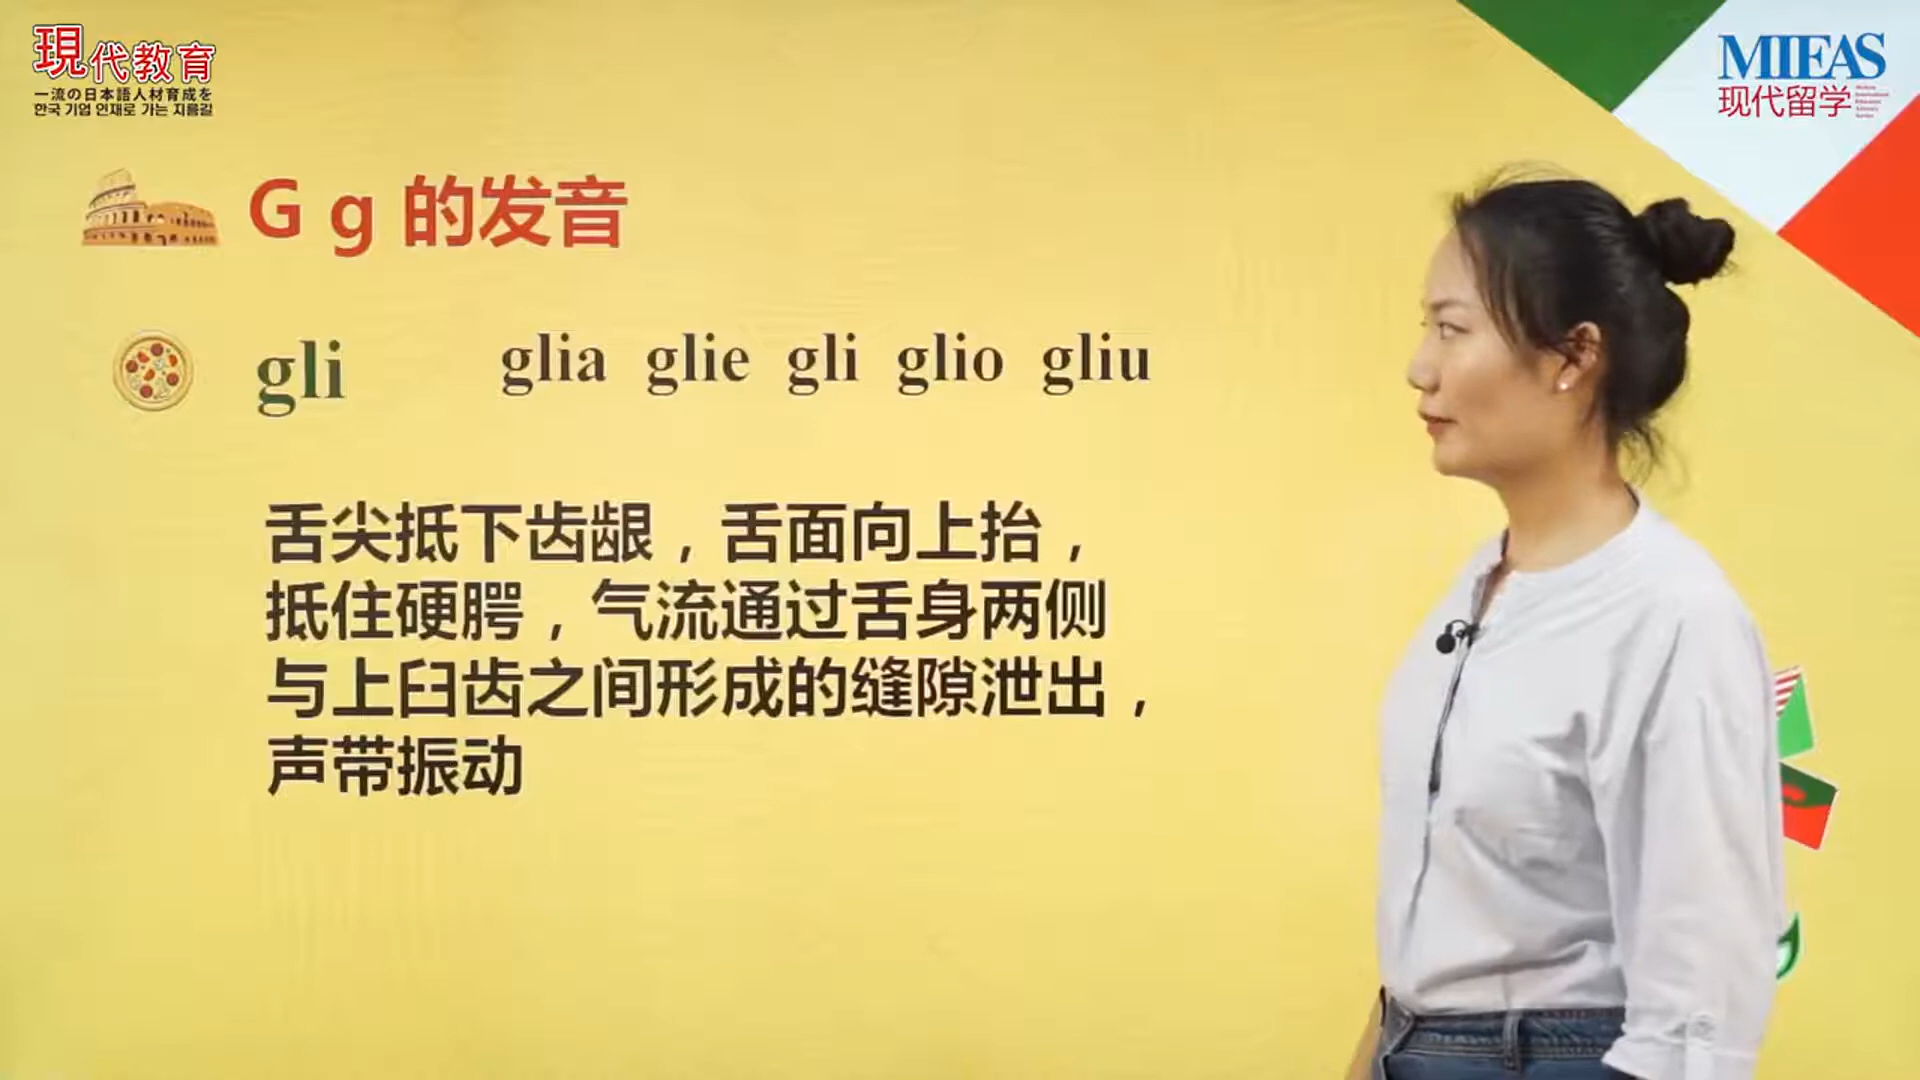 現代教育
一流の日本語人材育成を
한국 기업 인재로 가는 지름길
MIEAS
现代留学
G g 的发音
gli
glia glie gli glio gliu
舌尖抵下齿龈，舌面向上抬，
抵住硬腭，气流通过舌身两侧
与上臼齿之间形成的缝隙泄出，
声带振动